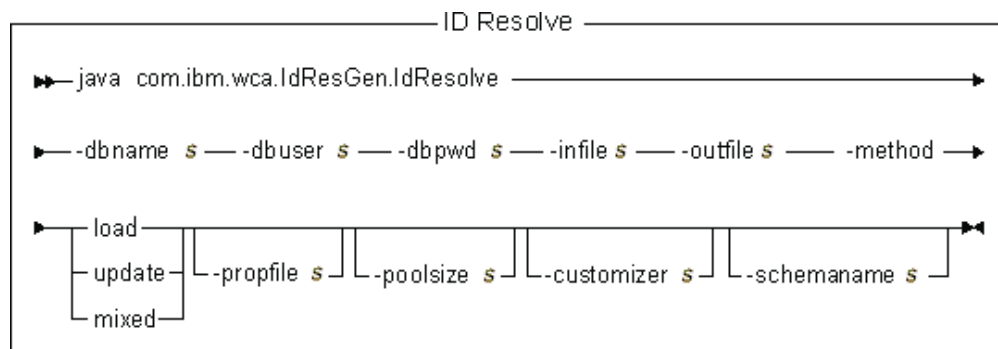 ID Resolve
java com.ibm.wca.IdResGen.IdResolve
-dbname s -dbuser s -dbpwd s -infile s -outfile s -method
load
update
mixed
-propfile s -poolsize s -customizer s -schemaname s